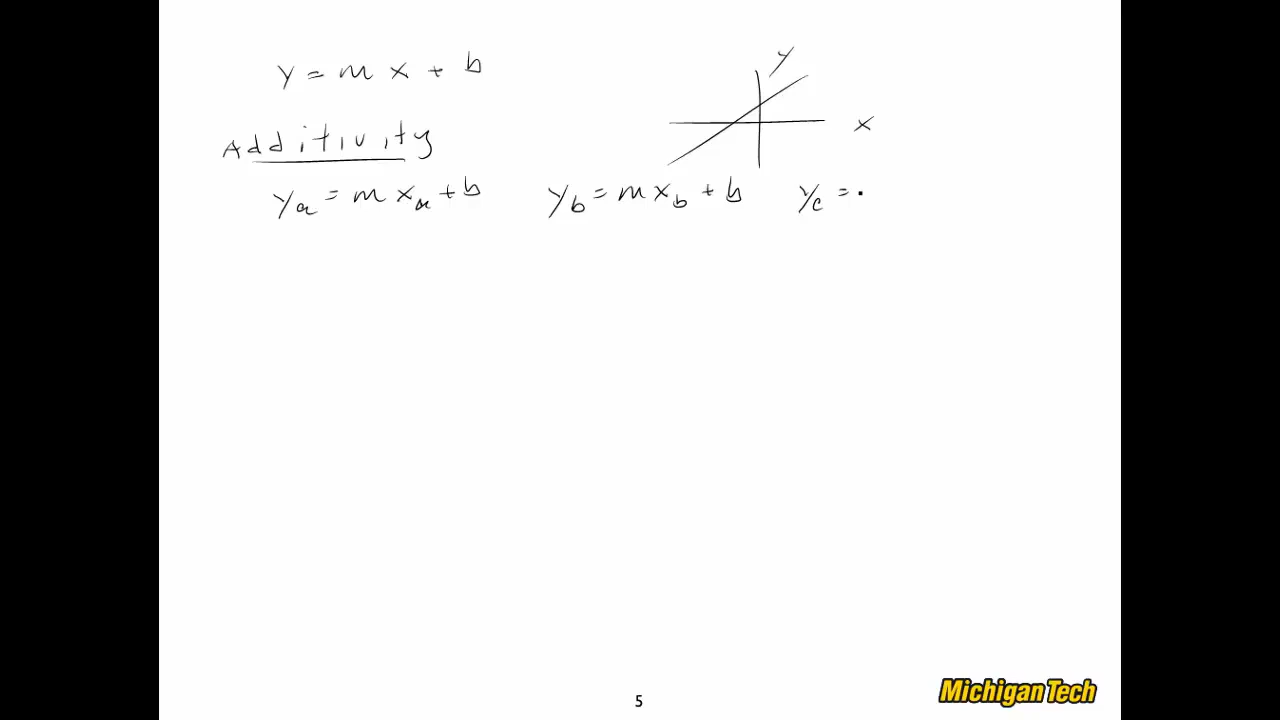 y = m x + b
y
Additivity
x
y_a = m x_a + b    y_b = m x_b + b    y_c =
5
Michigan Tech